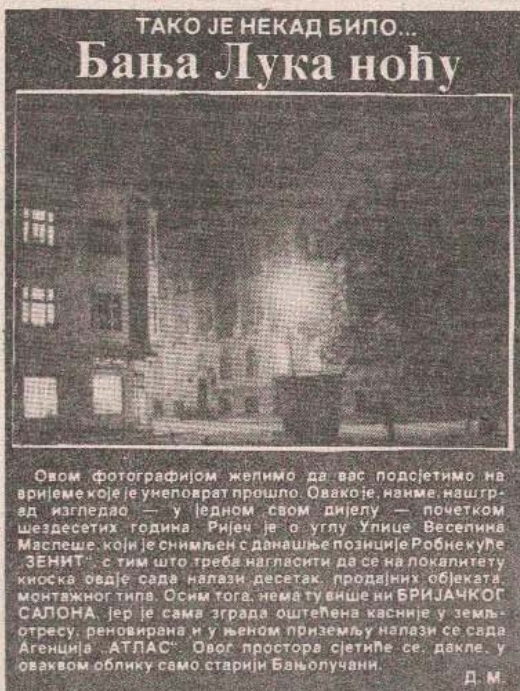 ТАКО ЈЕ НЕКАД БИЛО...
Бања Лука ноћу
Овом фотографијом желимо да вас подсјетимо на
вријеме које је унеповрат прошло. Овако је, наиме, наш гр-
ад изгледао — у једном свом дијелу — почетком
шездесетих година. Ријеч је о углу Улице Веселина
Маслеше, који је снимљен с данашње позиције Робне куће
„ЗЕНИТ“, с тим што треба нагласити да се на локалитету
киоска овдје сада налази десетак, продајних објеката,
монтажног типа. Осим тога, нема ту више ни БРИЈАЧКОГ
САЛОНА, јер је сама зграда оштећена касније у земљ-
отресу, реновирана и у њеном приземљу налази се сада
Агенција „АТЛАС“. Овог простора сјетиће се, дакле, у
оваквом облику само старији Бањолучани.
Д. М.